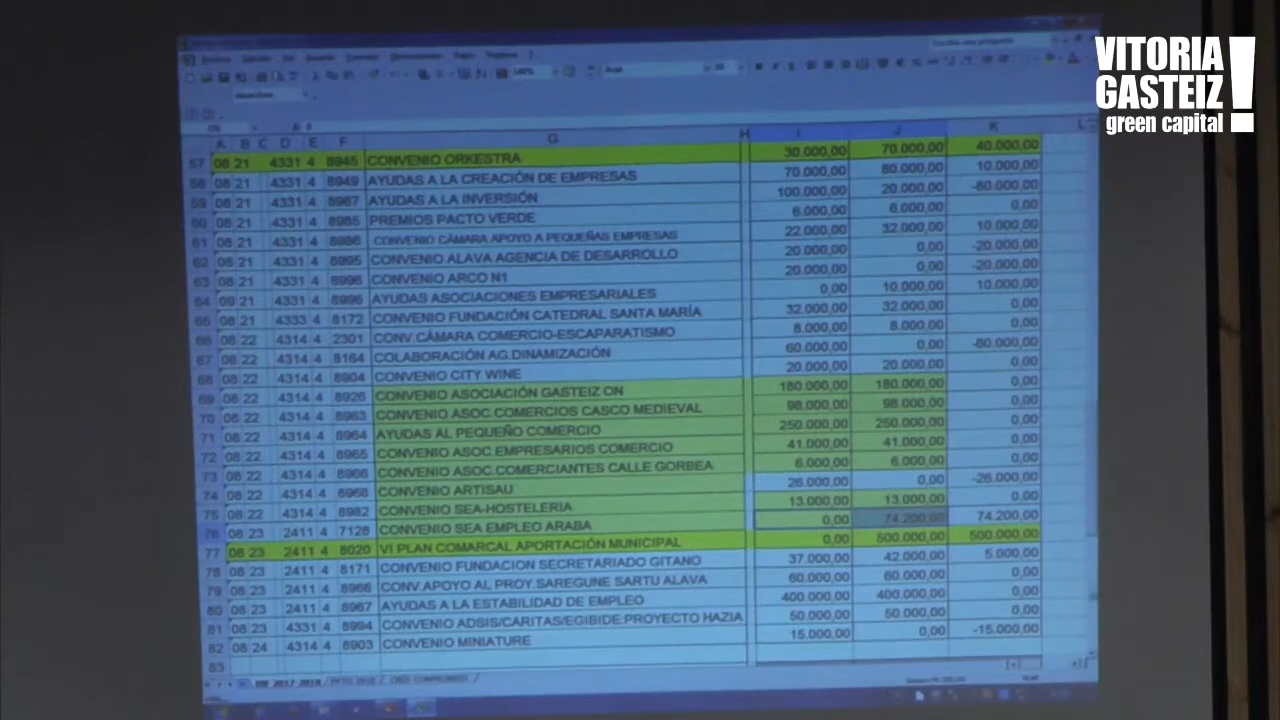 VITORIA
GASTEIZ
green capital
A B C D E F G H I J K L
57 08 21 4331 4 8945 CONVENIO ORKESTRA 30.000,00 70.000,00 40.000,00
58 08 21 4331 4 8949 AYUDAS A LA CREACIÓN DE EMPRESAS 70.000,00 80.000,00 10.000,00
59 08 21 4331 4 8967 AYUDAS A LA INVERSIÓN 100.000,00 20.000,00 -80.000,00
60 08 21 4331 4 8985 PREMIOS PACTO VERDE 6.000,00 6.000,00 0,00
61 08 21 4331 4 8986 CONVENIO CÁMARA APOYO A PEQUEÑAS EMPRESAS 22.000,00 32.000,00 10.000,00
62 08 21 4331 4 8995 CONVENIO ALAVA AGENCIA DE DESARROLLO 20.000,00 0,00 -20.000,00
63 08 21 4331 4 8996 CONVENIO ARCO N1 20.000,00 0,00 -20.000,00
64 09 21 4331 4 8996 AYUDAS ASOCIACIONES EMPRESARIALES 0,00 10.000,00 10.000,00
65 08 21 4333 4 6172 CONVENIO FUNDACIÓN CATEDRAL SANTA MARÍA 32.000,00 32.000,00 0,00
66 08 22 4314 4 2301 CONV.CÁMARA COMERCIO-ESCAPARATISMO 8.000,00 8.000,00 0,00
67 08 22 4314 4 8164 COLABORACIÓN AG.DINAMIZACIÓN 60.000,00 0,00 -60.000,00
68 08 22 4314 4 8904 CONVENIO CITY WINE 20.000,00 20.000,00 0,00
69 08 22 4314 4 8926 CONVENIO ASOCIACIÓN GASTEIZ ON 180.000,00 180.000,00 0,00
70 08 22 4314 4 8963 CONVENIO ASOC.COMERCIOS CASCO MEDIEVAL 98.000,00 98.000,00 0,00
71 08 22 4314 4 8964 AYUDAS AL PEQUEÑO COMERCIO 250.000,00 250.000,00 0,00
72 08 22 4314 4 8965 CONVENIO ASOC.EMPRESARIOS COMERCIO 41.000,00 41.000,00 0,00
73 08 22 4314 4 8966 CONVENIO ASOC.COMERCIANTES CALLE GORBEA 6.000,00 6.000,00 0,00
74 08 22 4314 4 8968 CONVENIO ARTISAU 26.000,00 0,00 -26.000,00
75 08 22 4314 4 8982 CONVENIO SEA-HOSTELERIA 13.000,00 13.000,00 0,00
76 08 23 2411 4 7128 CONVENIO SEA EMPLEO ARABA 0,00 74.200,00 74.200,00
77 08 23 2411 4 8020 VI PLAN COMARCAL APORTACIÓN MUNICIPAL 0,00 500.000,00 500.000,00
78 08 23 2411 4 8171 CONVENIO FUNDACION SECRETARIADO GITANO 37.000,00 42.000,00 5.000,00
79 08 23 2411 4 8966 CONV.APOYO AL PROY SAREGUNE SARTU ALAVA 60.000,00 60.000,00 0,00
80 08 23 2411 4 8967 AYUDAS A LA ESTABILIDAD DE EMPLEO 400.000,00 400.000,00 0,00
81 08 23 4331 4 8994 CONVENIO ADSIS/CARITAS/EGIBIDE:PROYECTO HAZIA 50.000,00 50.000,00 0,00
82 08 24 4314 4 8903 CONVENIO MINIATURE 15.000,00 0,00 -15.000,00
83